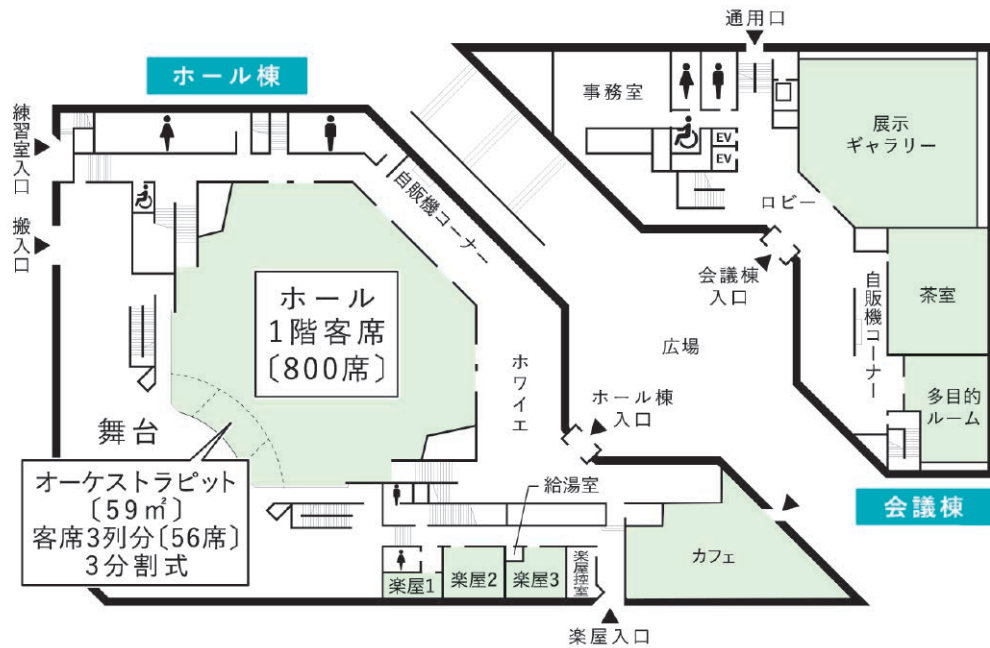 通用口
ホール棟
事務室
展示
ギャラリー
EV
EV
練習室入口
搬入口
自販機コーナー
ロビー
会議棟
入口
自販機コーナー
茶室
ホール
1階客席
〔800席〕
広場
ホワイエ
ホール棟
入口
多目的
ルーム
舞台
オーケストラピット
〔59㎡〕
客席3列分〔56席〕
3分割式
給湯室
会議棟
カフェ
楽屋1
楽屋2
楽屋3
楽屋控室
楽屋入口